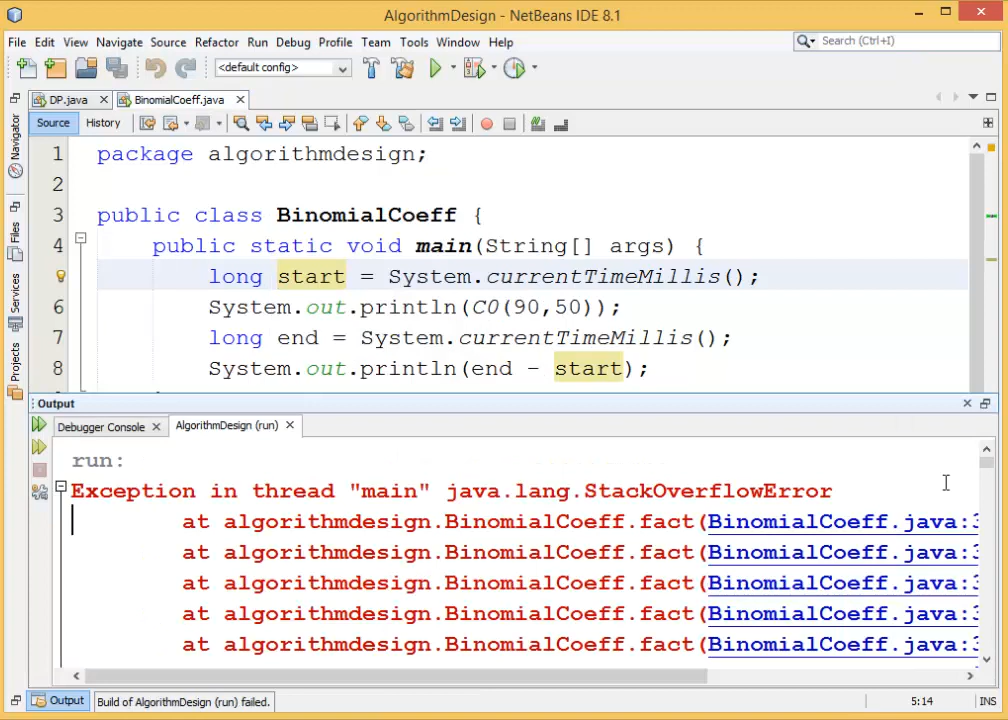 AlgorithmDesign - NetBeans IDE 8.1
File Edit View Navigate Source Refactor Run Debug Profile Team Tools Window Help
Search (Ctrl+I)
<default config>
DP.java BinomialCoeff.java
Source History
Navigator
Files
Services
Projects
1 package algorithmdesign;
2
3 public class BinomialCoeff {
4 public static void main(String[] args) {
long start = System.currentTimeMillis();
6 System.out.println(C0(90,50));
7 long end = System.currentTimeMillis();
8 System.out.println(end - start);
Output
Debugger Console AlgorithmDesign (run)
run:
Exception in thread "main" java.lang.StackOverflowError
at algorithmdesign.BinomialCoeff.fact(BinomialCoeff.java:3
at algorithmdesign.BinomialCoeff.fact(BinomialCoeff.java:3
at algorithmdesign.BinomialCoeff.fact(BinomialCoeff.java:3
at algorithmdesign.BinomialCoeff.fact(BinomialCoeff.java:3
at algorithmdesign.BinomialCoeff.fact(BinomialCoeff.java:3
Output Build of AlgorithmDesign (run) failed. 5:14 INS